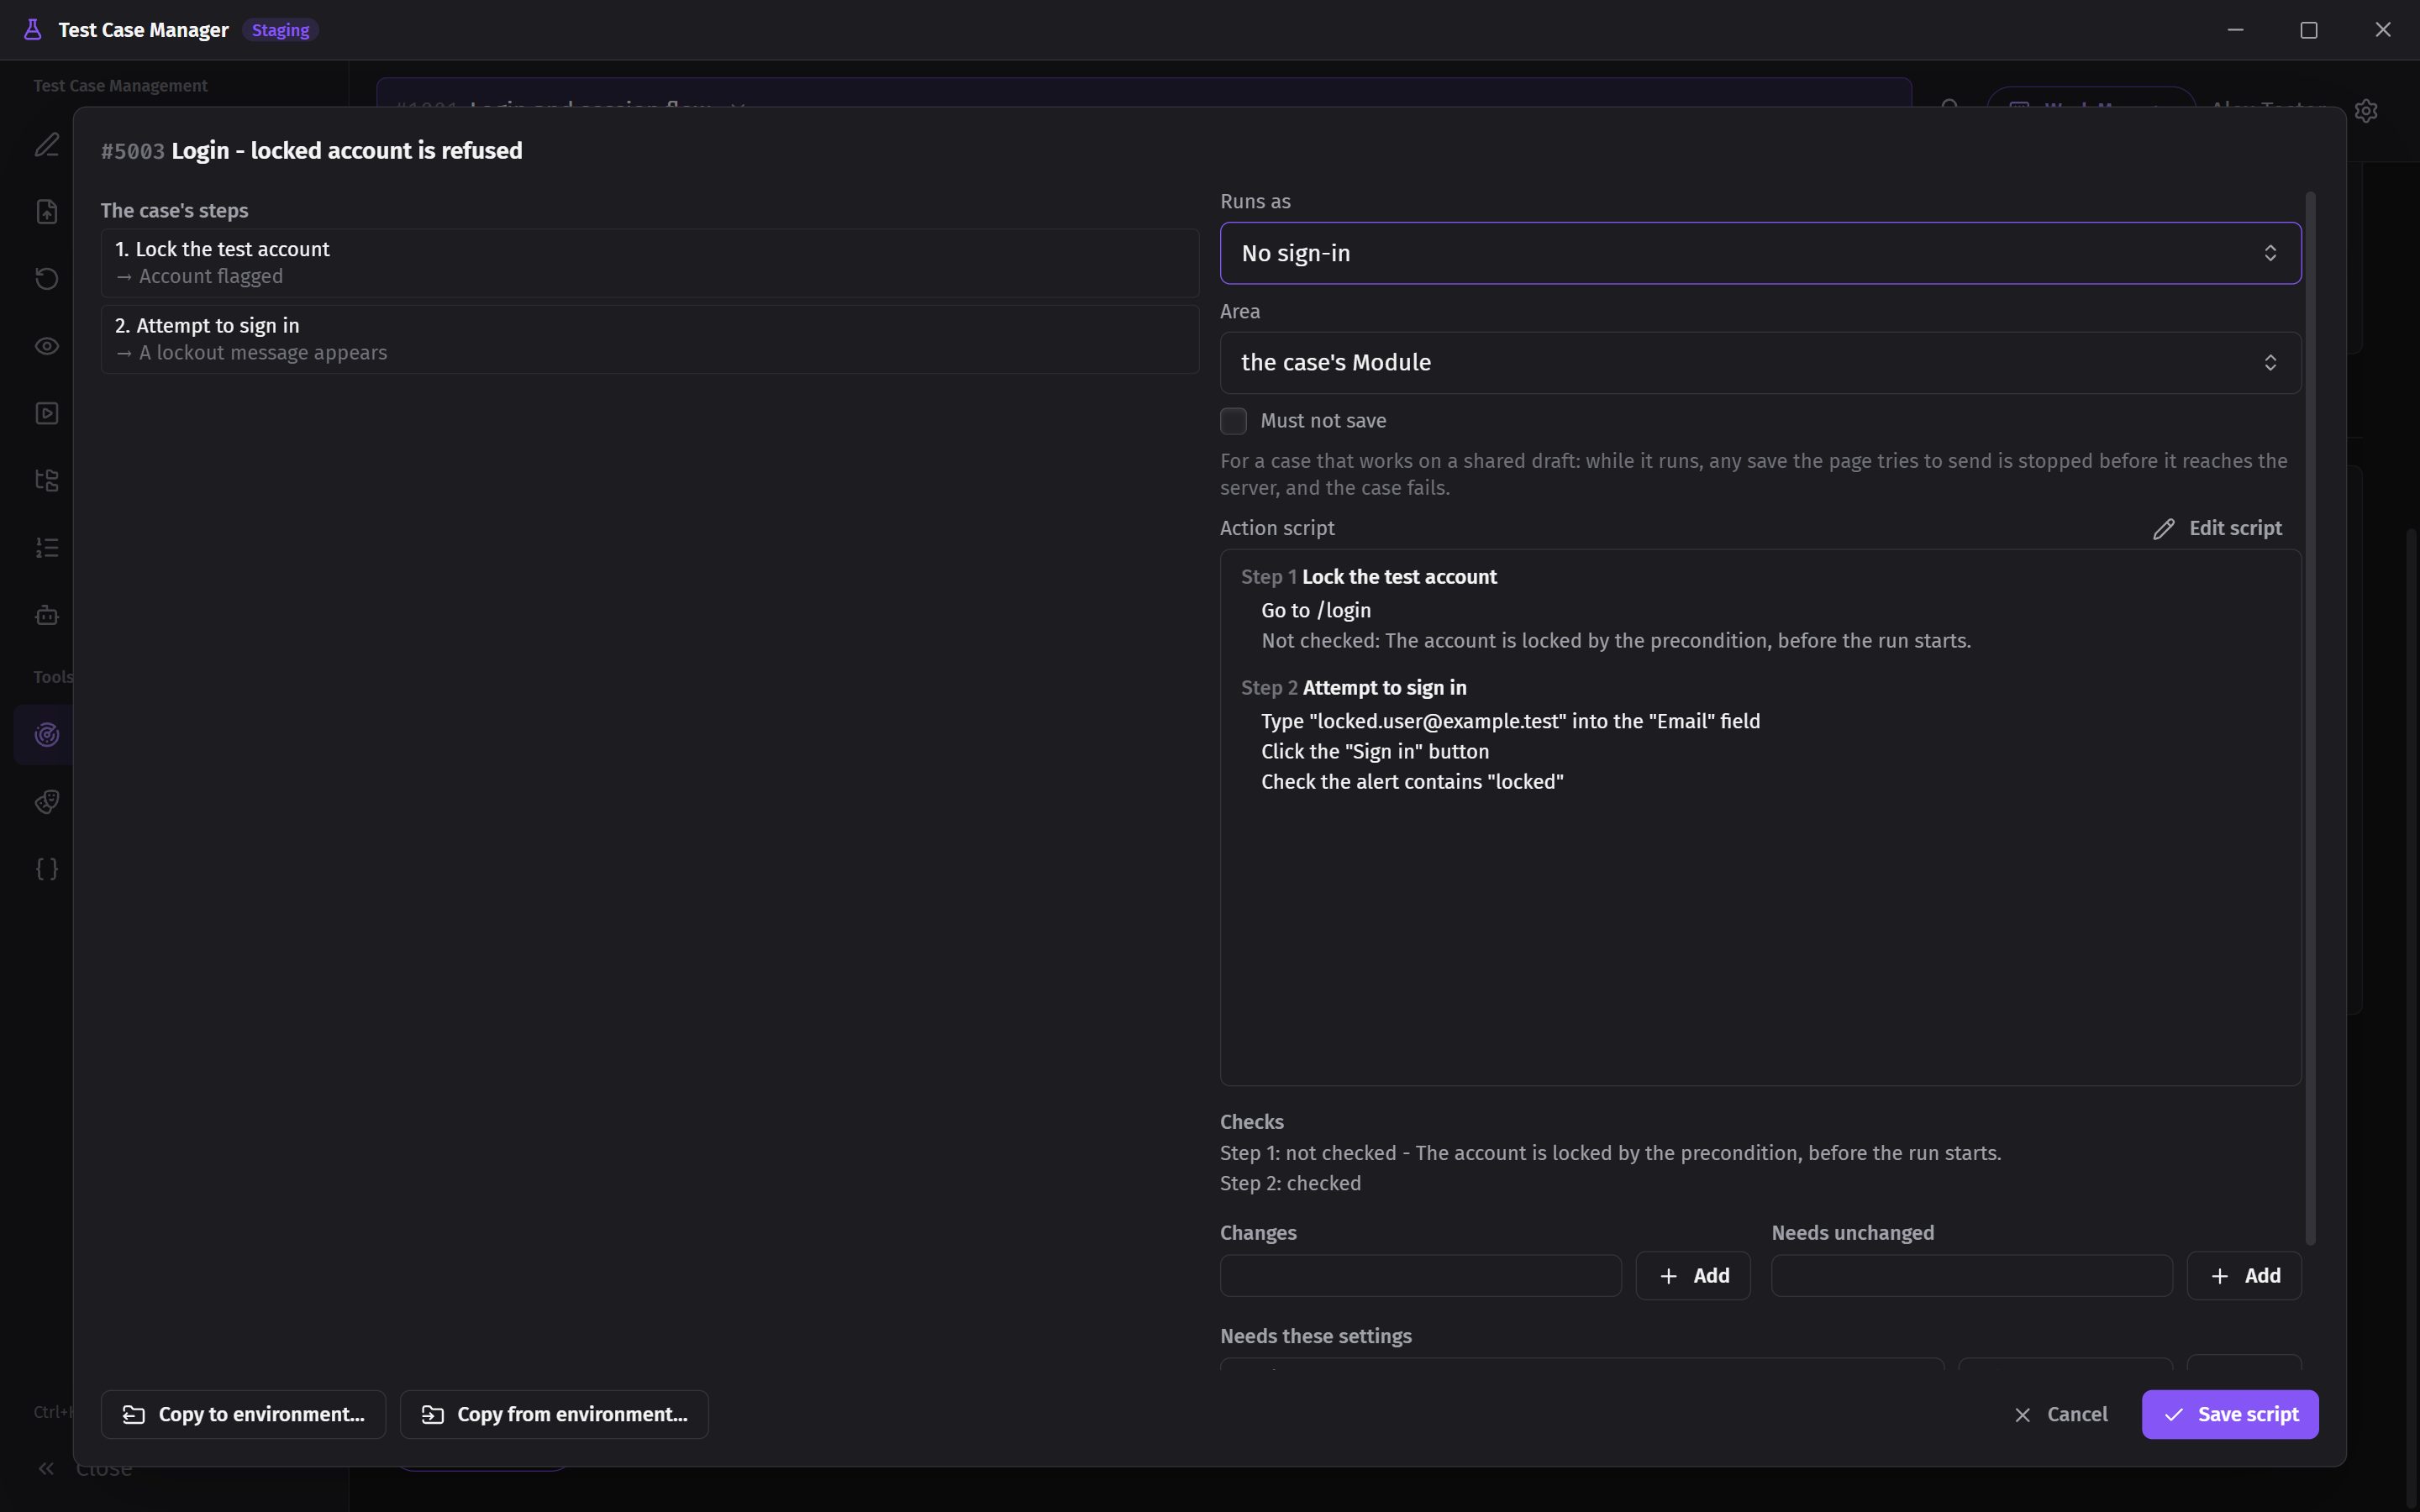 Test Case Manager Staging
Test Case Management
#5003 Login - locked account is refused
The case's steps
1. Lock the test account
→ Account flagged
2. Attempt to sign in
→ A lockout message appears
Runs as
No sign-in
Area
the case's Module
Must not save
For a case that works on a shared draft: while it runs, any save the page tries to send is stopped before it reaches the
server, and the case fails.
Action script
Edit script
Step 1 Lock the test account
Go to /login
Not checked: The account is locked by the precondition, before the run starts.
Step 2 Attempt to sign in
Type "locked.user@example.test" into the "Email" field
Click the "Sign in" button
Check the alert contains "locked"
Checks
Step 1: not checked - The account is locked by the precondition, before the run starts.
Step 2: checked
Changes
Needs unchanged
Add
Add
Needs these settings
Tools
Copy to environment...
Copy from environment...
Cancel
Save script
Close